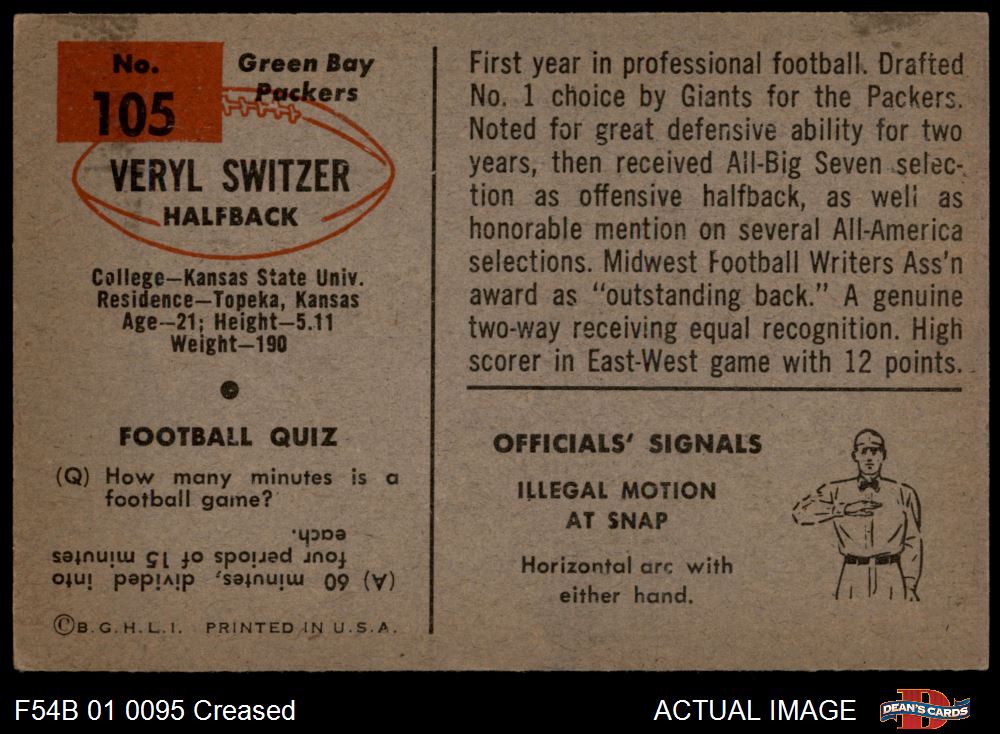 No.
105
Green Bay
Packers
VERYL SWITZER
HALFBACK
College—Kansas State Univ.
Residence—Topeka, Kansas
Age—21; Height—5.11
Weight—190
FOOTBALL QUIZ
(Q) How many minutes is a
football game?
(A) 60 minutes, divided into
four periods of 15 minutes
each.
©B.G.H.L.I. PRINTED IN U.S.A.
First year in professional football. Drafted
No. 1 choice by Giants for the Packers.
Noted for great defensive ability for two
years, then received All-Big Seven selec-
tion as offensive halfback, as well as
honorable mention on several All-America
selections. Midwest Football Writers Ass'n
award as "outstanding back." A genuine
two-way receiving equal recognition. High
scorer in East-West game with 12 points.
OFFICIALS' SIGNALS
ILLEGAL MOTION
AT SNAP
Horizontal arc with
either hand.
F54B 01 0095 Creased
ACTUAL IMAGE
DEAN'S CARDS